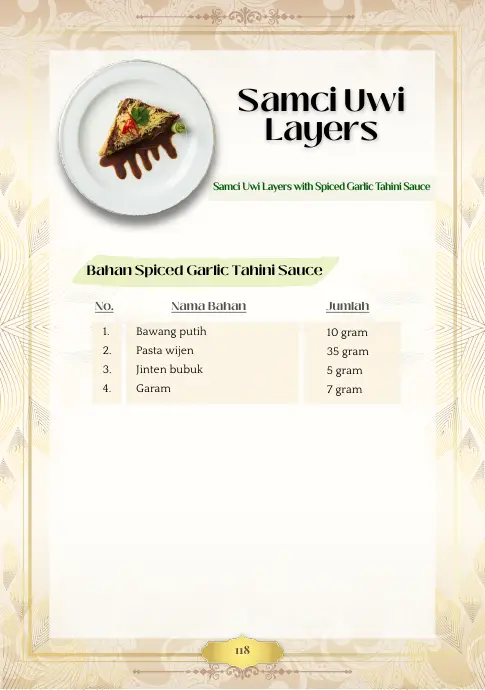 Samci Uwi
Layers
Samci Uwi Layers with Spiced Garlic Tahini Sauce
Bahan Spiced Garlic Tahini Sauce
No. Nama Bahan Jumlah
1. Bawang putih 10 gram
2. Pasta wijen 35 gram
3. Jinten bubuk 5 gram
4. Garam 7 gram
118